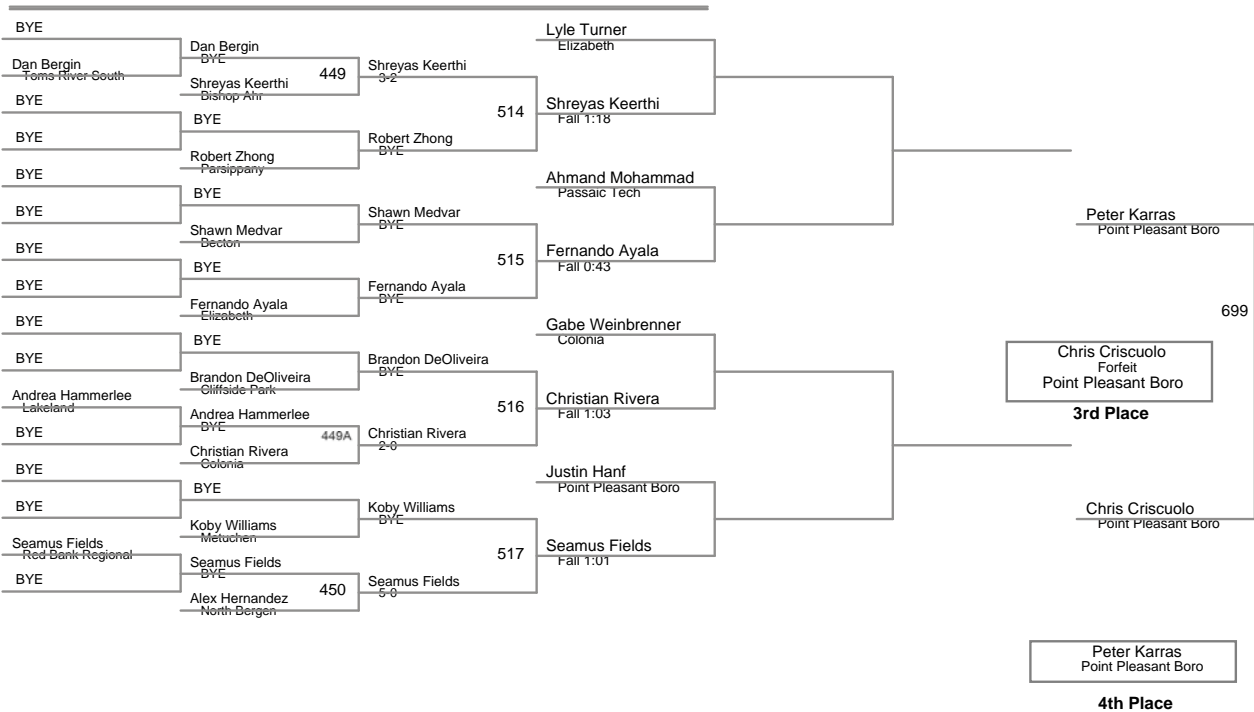 BYE
Dan Bergin
Toms River South
BYE
BYE
BYE
BYE
BYE
BYE
BYE
BYE
Andrea Hammerlee
Lakeland
BYE
BYE
BYE
Seamus Fields
Red Bank Regional
BYE
Dan Bergin
BYE
449
Shreyas Keerthi
Bishop Ahr
BYE
Robert Zhong
Parsippany
BYE
Shawn Medvar
Becton
BYE
Fernando Ayala
Elizabeth
BYE
Brandon DeOliveira
Cliffside Park
Andrea Hammerlee
BYE
449A
Christian Rivera
Colonia
BYE
Koby Williams
Metuchen
Seamus Fields
BYE
450
Alex Hernandez
North Bergen
Shreyas Keerthi
3-2
514
Robert Zhong
BYE
Shawn Medvar
BYE
515
Fernando Ayala
BYE
Brandon DeOliveira
BYE
516
Christian Rivera
2-0
Koby Williams
BYE
517
Seamus Fields
5-0
Lyle Turner
Elizabeth
Shreyas Keerthi
Fall 1:18
Ahmand Mohammad
Passaic Tech
Fernando Ayala
Fall 0:43
Gabe Weinbrenner
Colonia
Christian Rivera
Fall 1:03
Justin Hanf
Point Pleasant Boro
Seamus Fields
Fall 1:01
Peter Karras
Point Pleasant Boro
699
Chris Criscuolo
Forfeit
Point Pleasant Boro
3rd Place
Chris Criscuolo
Point Pleasant Boro
Peter Karras
Point Pleasant Boro
4th Place